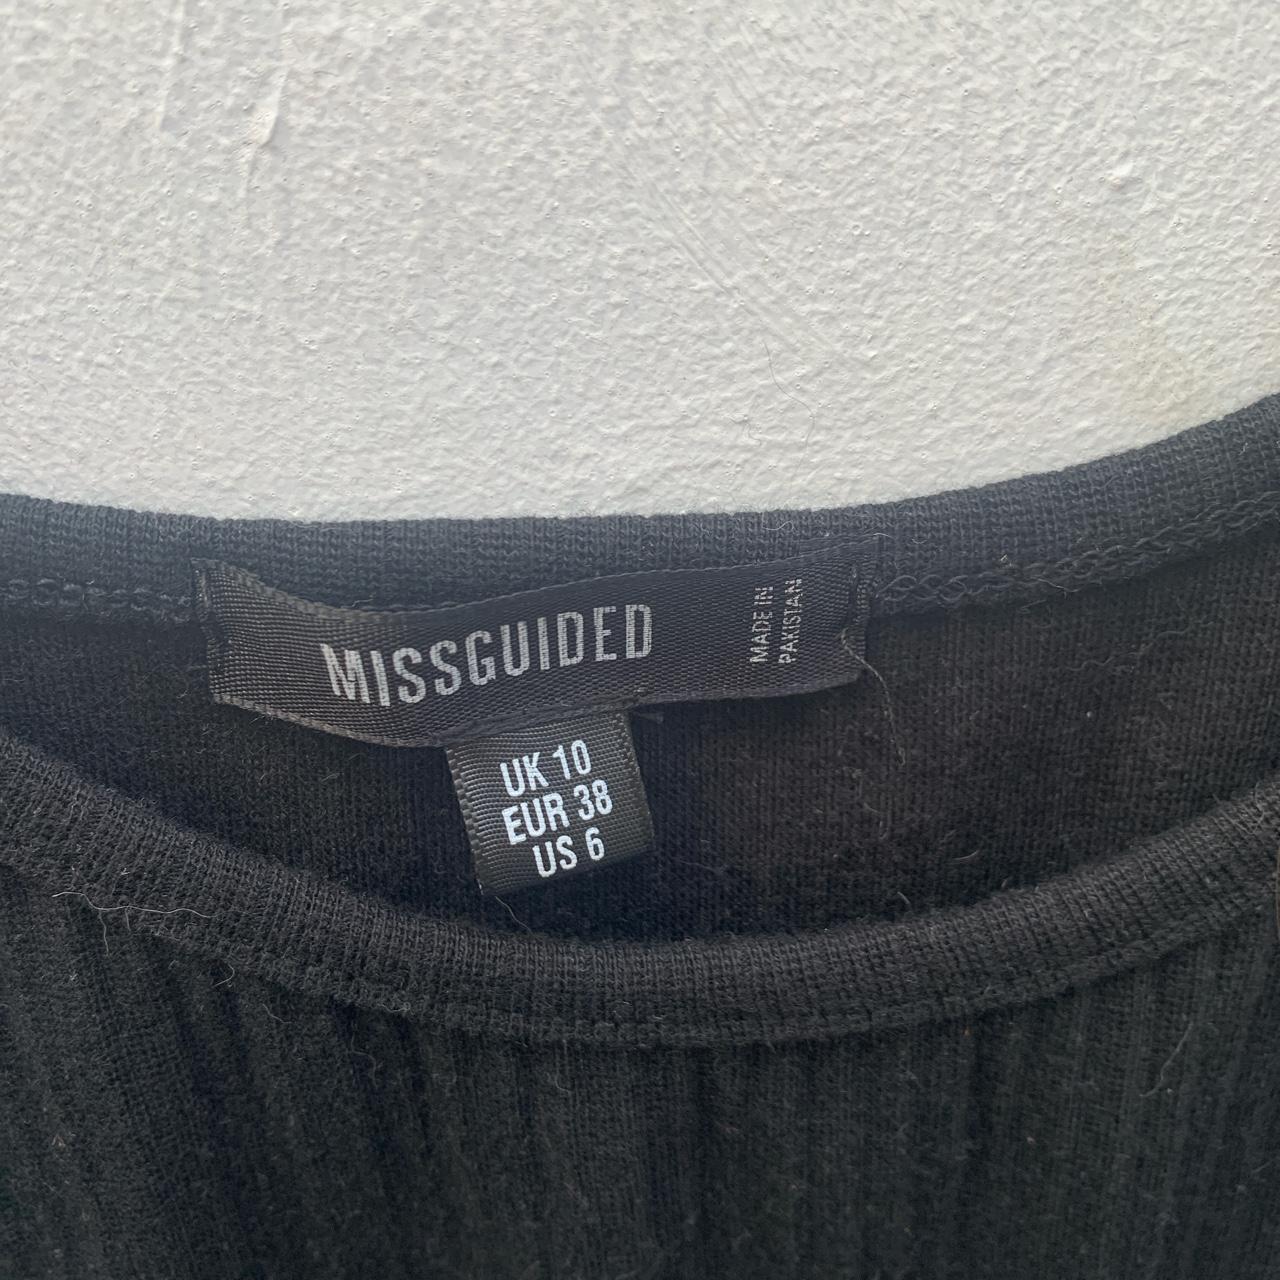 MISSGUIDED
MADE IN
PAKISTAN
UK 10
EUR 38
US 6